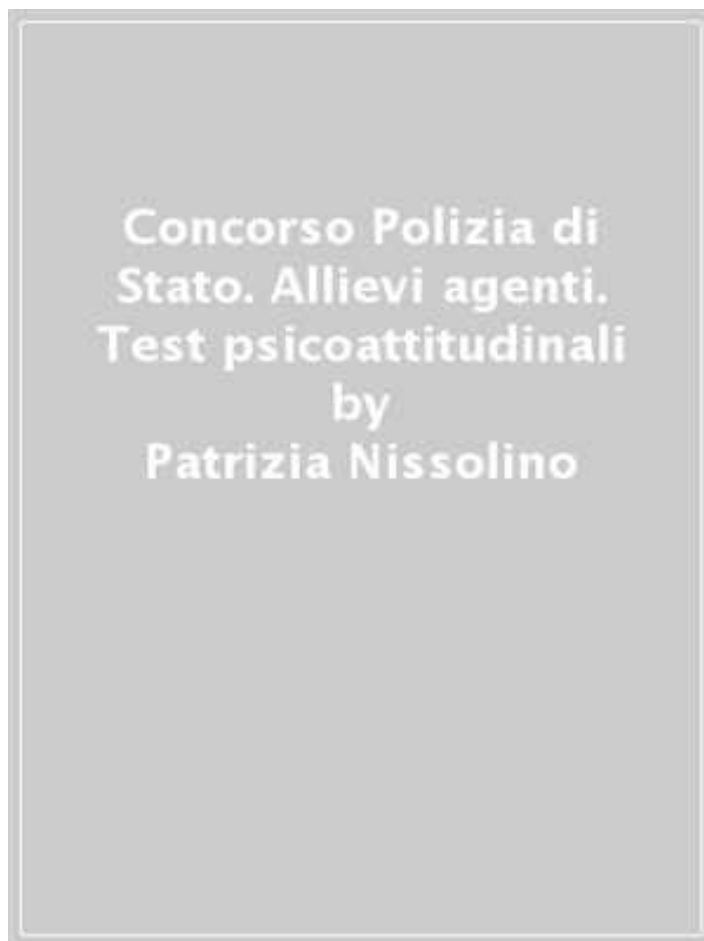 Concorso Polizia di
Stato. Allievi agenti.
Test psicoattitudinali
by
Patrizia Nissolino